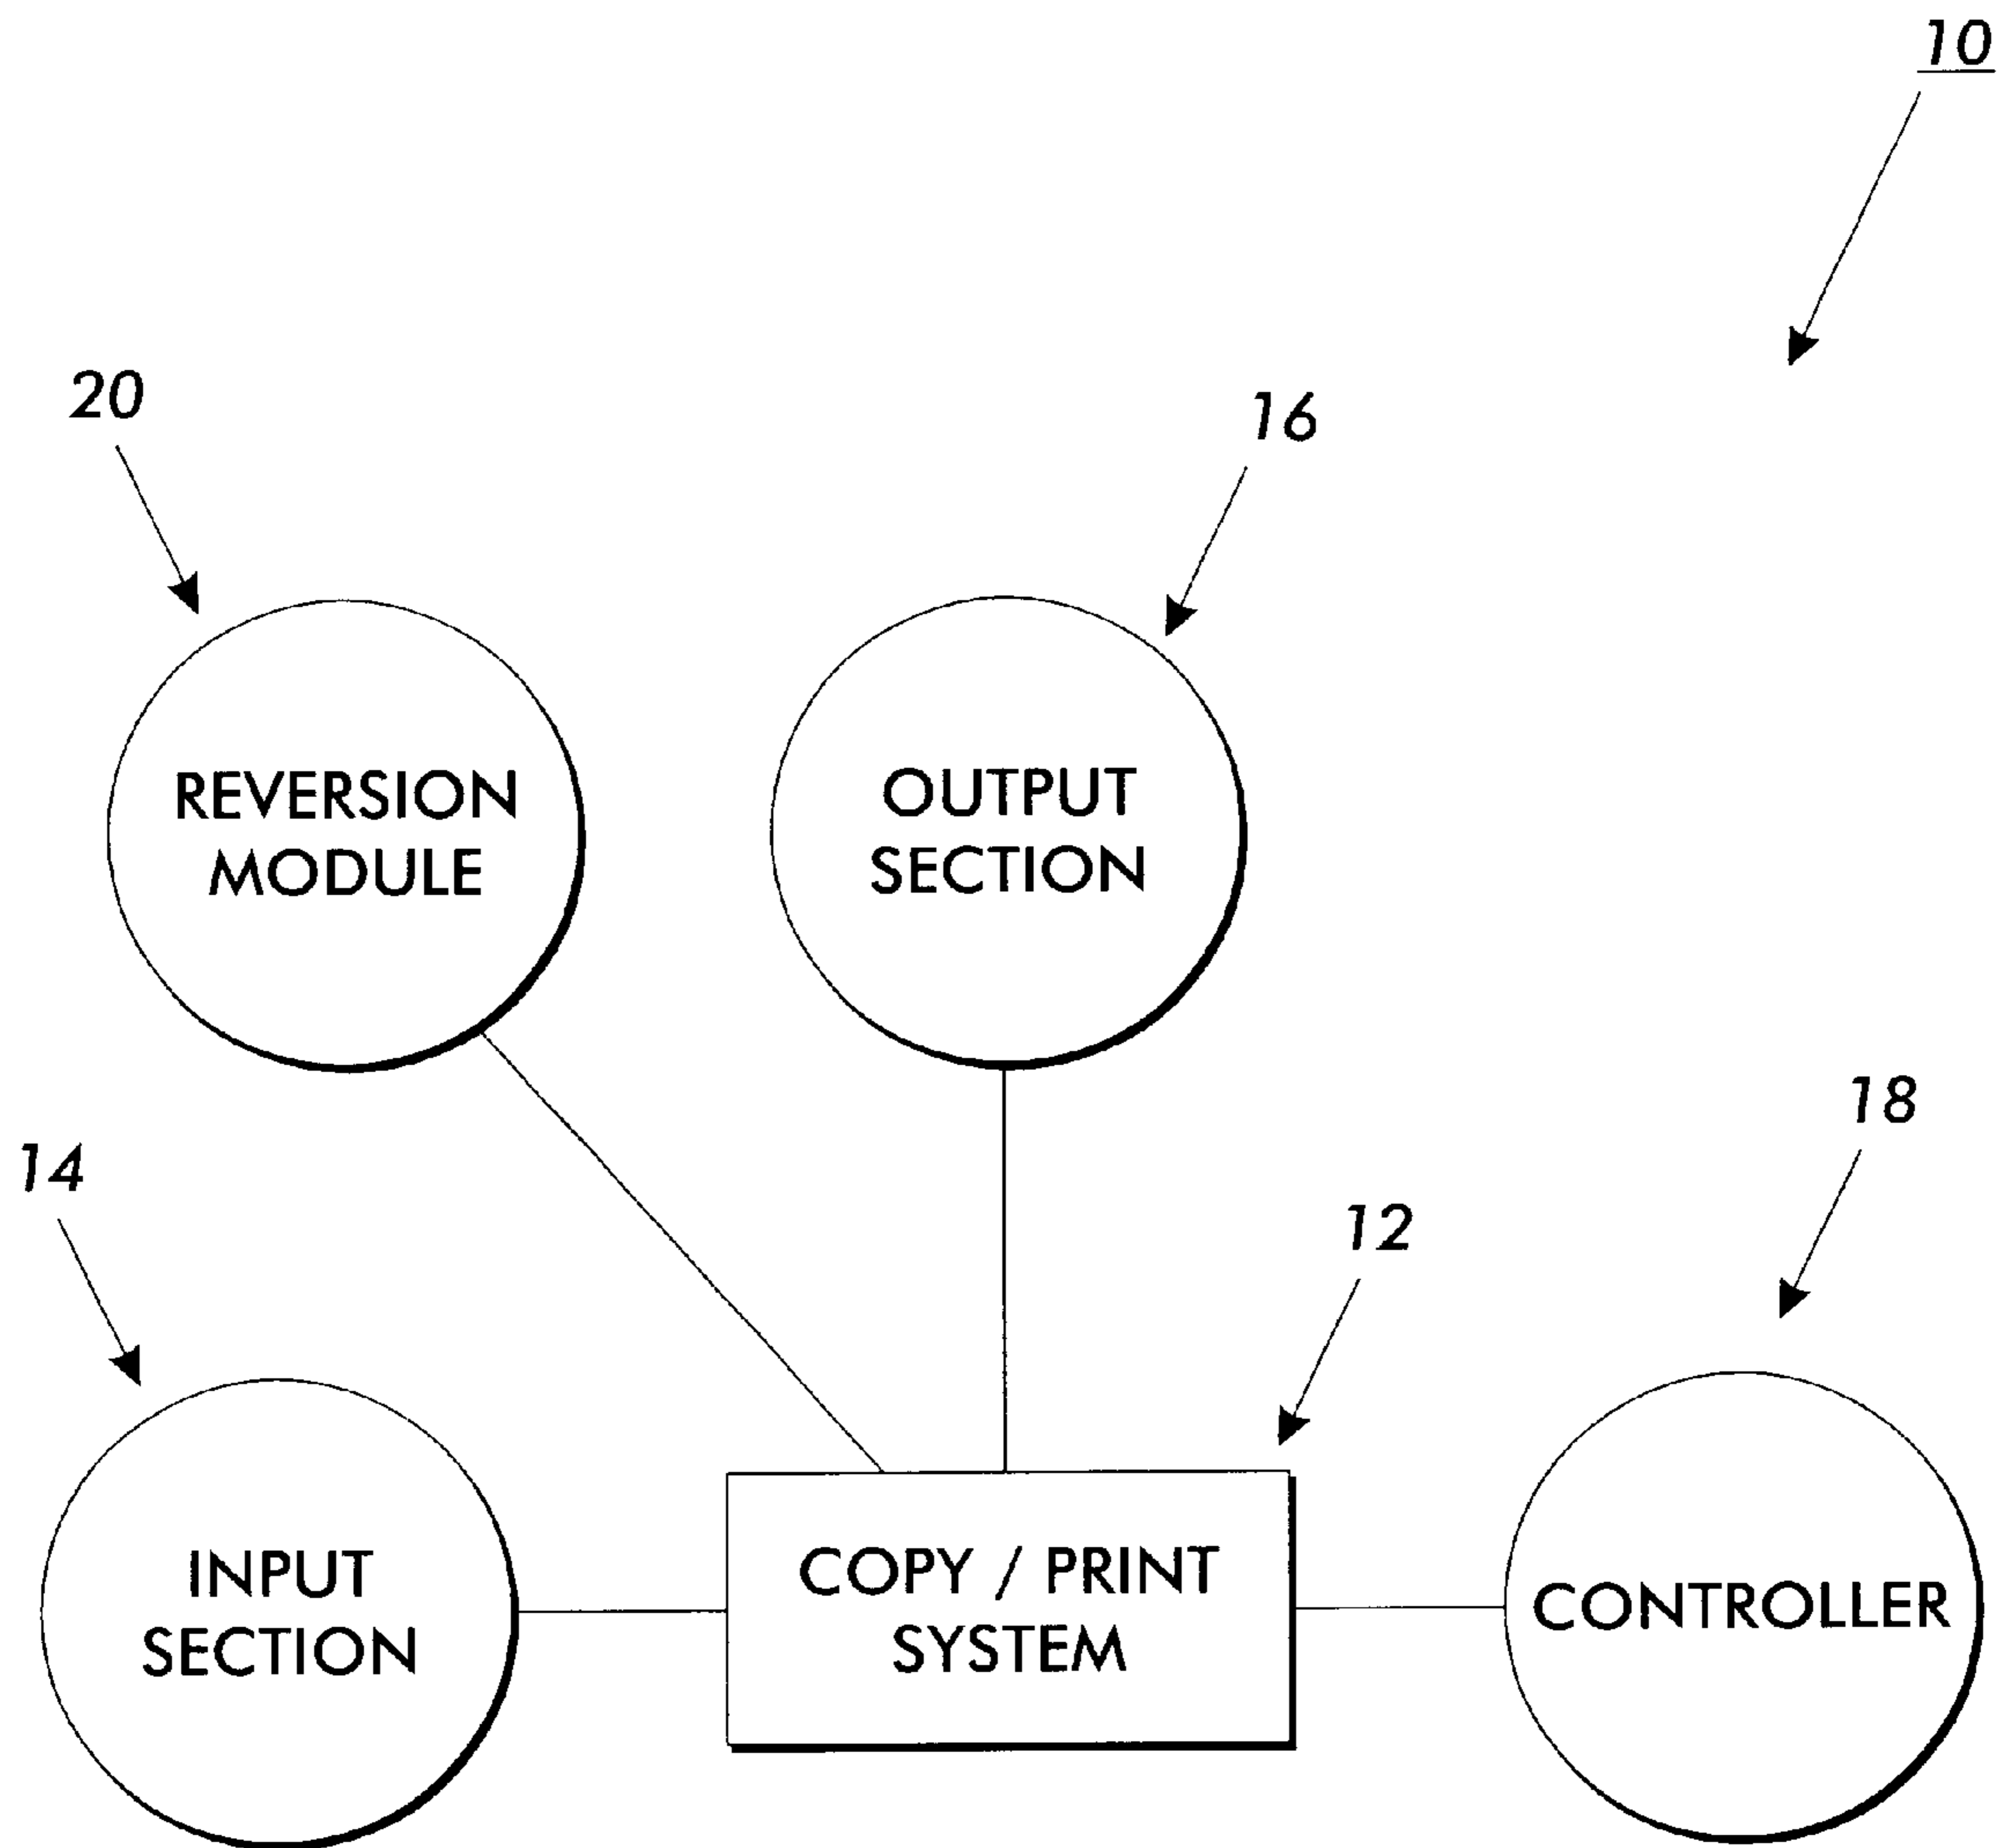 10
20
16
REVERSION
MODULE
OUTPUT
SECTION
18
14
12
INPUT
SECTION
COPY / PRINT
SYSTEM
CONTROLLER